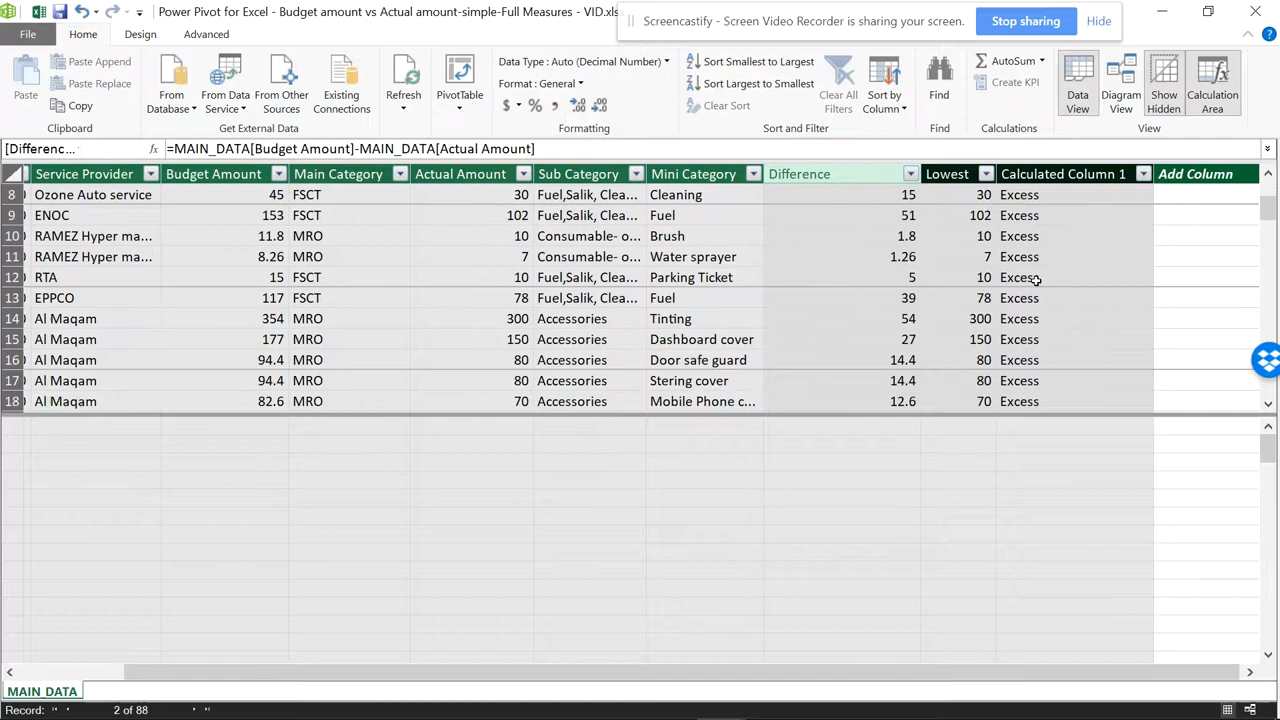 Power Pivot for Excel - Budget amount vs Actual amount-simple-Full Measures - VID.xls
Screencastify - Screen Video Recorder is sharing your screen. Stop sharing Hide
File Home Design Advanced
Paste
Paste Append
Paste Replace
Copy
Clipboard
From Database
From Data Service
From Other Sources
Existing Connections
Get External Data
Refresh
PivotTable
Data Type : Auto (Decimal Number)
Format : General
$ % ,
Formatting
Sort Smallest to Largest
Sort Largest to Smallest
Clear Sort
Clear All Filters
Sort by Column
Sort and Filter
Find
Find
AutoSum
Create KPI
Calculations
Data View
Diagram View
Show Hidden
Calculation Area
View
[Differenc... fx =MAIN_DATA[Budget Amount]-MAIN_DATA[Actual Amount]
Service Provider Budget Amount Main Category Actual Amount Sub Category Mini Category Difference Lowest Calculated Column 1 Add Column
8 Ozone Auto service 45 FSCT 30 Fuel,Salik, Clea... Cleaning 15 30 Excess
9 ENOC 153 FSCT 102 Fuel,Salik, Clea... Fuel 51 102 Excess
10 RAMEZ Hyper ma... 11.8 MRO 10 Consumable- o... Brush 1.8 10 Excess
11 RAMEZ Hyper ma... 8.26 MRO 7 Consumable- o... Water sprayer 1.26 7 Excess
12 RTA 15 FSCT 10 Fuel,Salik, Clea... Parking Ticket 5 10 Excess
13 EPPCO 117 FSCT 78 Fuel,Salik, Clea... Fuel 39 78 Excess
14 Al Maqam 354 MRO 300 Accessories Tinting 54 300 Excess
15 Al Maqam 177 MRO 150 Accessories Dashboard cover 27 150 Excess
16 Al Maqam 94.4 MRO 80 Accessories Door safe guard 14.4 80 Excess
17 Al Maqam 94.4 MRO 80 Accessories Stering cover 14.4 80 Excess
18 Al Maqam 82.6 MRO 70 Accessories Mobile Phone c... 12.6 70 Excess
MAIN_DATA
Record: 2 of 88